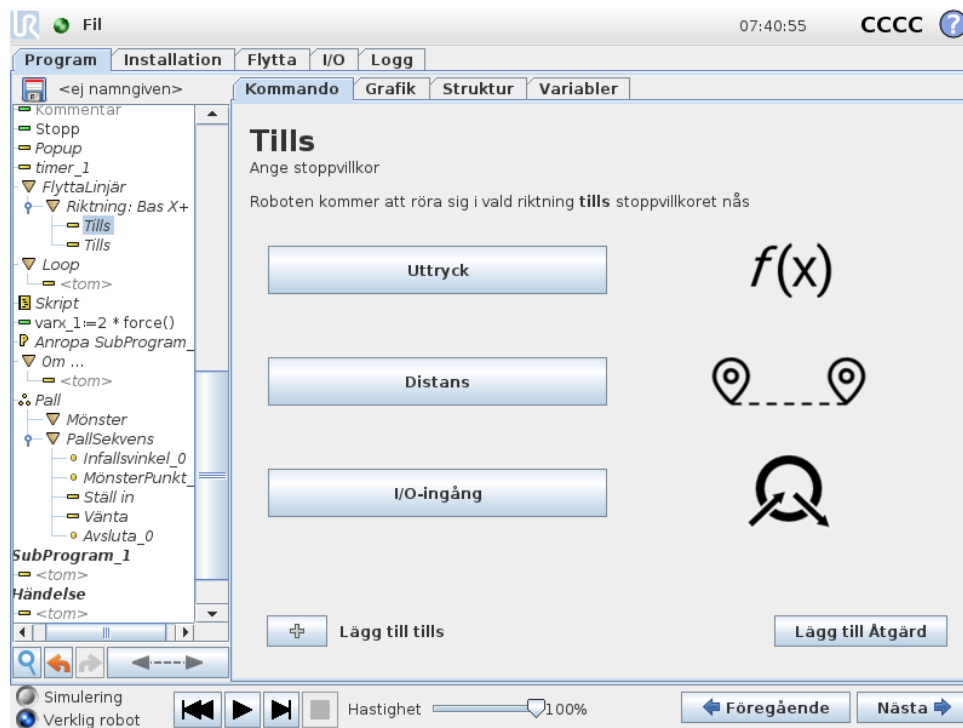 UR Fil 07:40:55 CCCC ?
Program Installation Flytta I/O Logg
<ej namngiven> Kommando Grafik Struktur Variabler
Kommentar
Stopp
Popup
timer_1
FlyttaLinjär
Riktning: Bas X+
Tills
Tills
Loop
<tom>
Skript
varx_1:=2 * force()
Anropa SubProgram_
Om ...
<tom>
Pall
Mönster
PallSekvens
Infallsvinkel_0
MönsterPunkt_
Ställ in
Vänta
Avsluta_0
SubProgram_1
<tom>
Händelse
<tom>
Tills
Ange stoppvillkor
Roboten kommer att röra sig i vald riktning tills stoppvillkoret nås
Uttryck f(x)
Distans
I/O-ingång
Lägg till tills Lägg till Åtgärd
Simulering
Verklig robot
Hastighet 100% Föregående Nästa